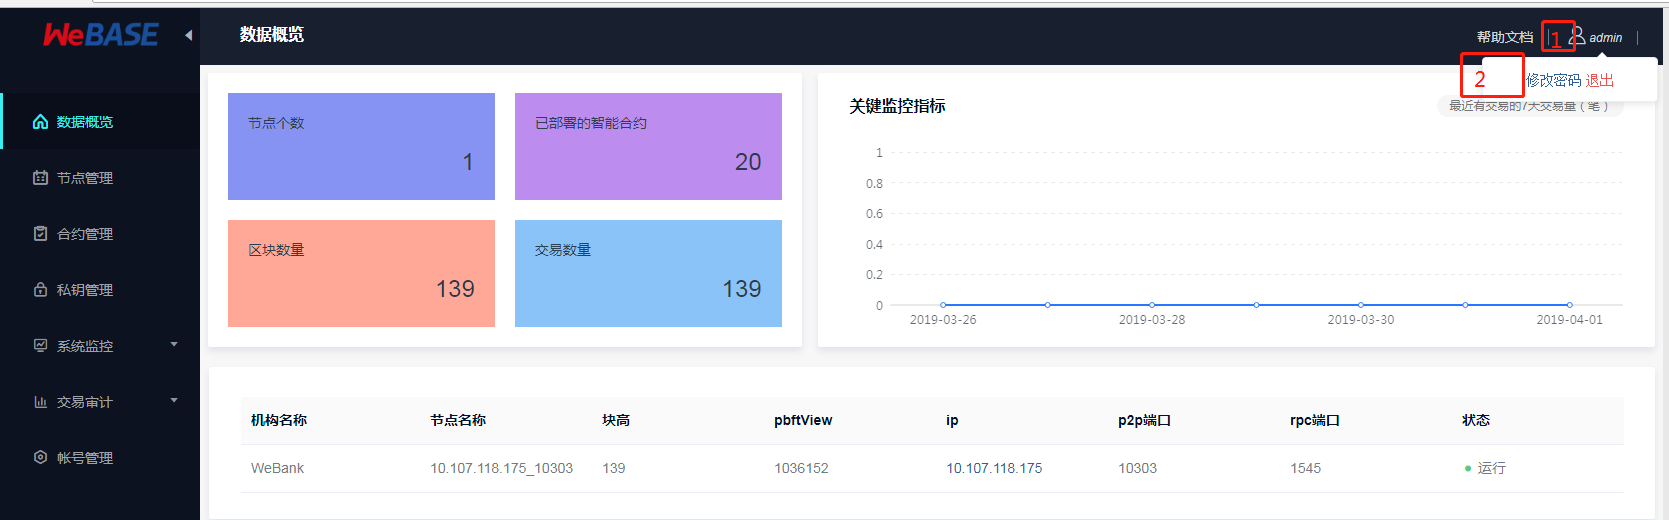 WeBASE
数据概览
帮助文档
1
admin
2
修改密码 退出
数据概览
节点管理
合约管理
私钥管理
系统监控
交易审计
帐号管理
节点个数
1
已部署的智能合约
20
区块数量
139
交易数量
139
关键监控指标
最近有交易的7天交易量（笔）
1
0.8
0.6
0.4
0.2
0
2019-03-26 2019-03-28 2019-03-30 2019-04-01
机构名称 节点名称 块高 pbftView ip p2p端口 rpc端口 状态
WeBank 10.107.118.175_10303 139 1036152 10.107.118.175 10303 1545 运行